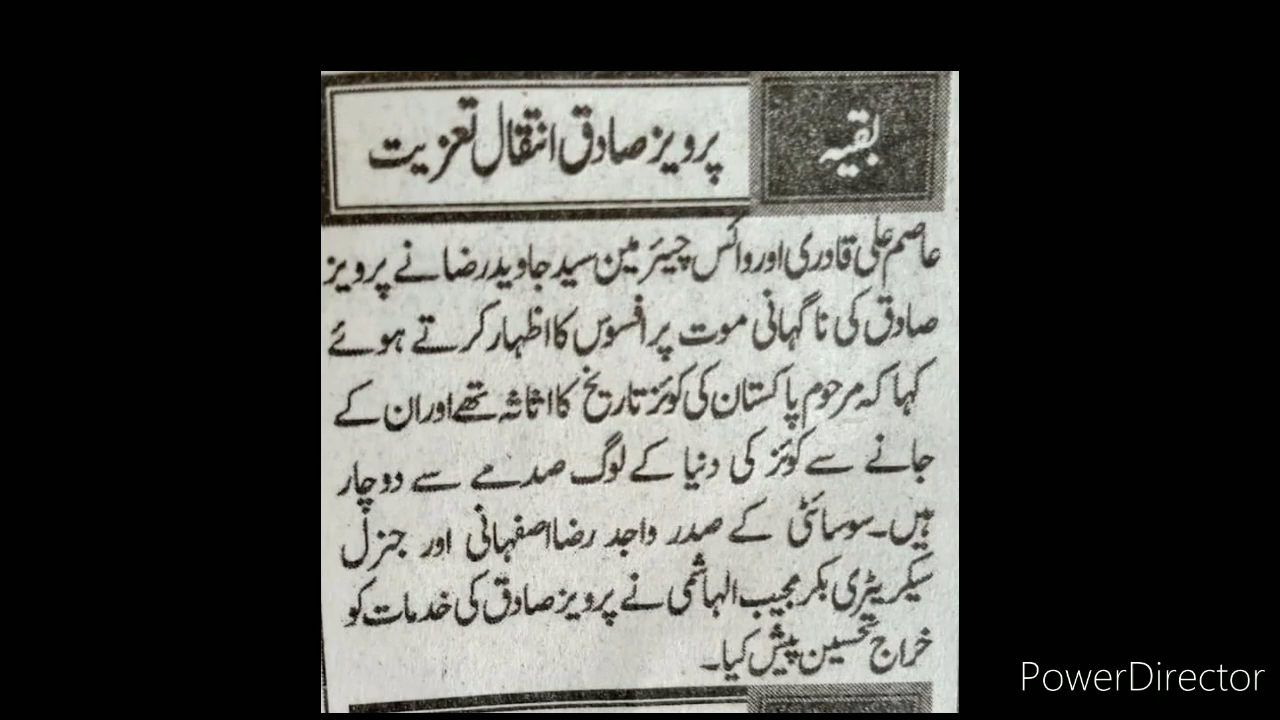 بقیہ
پرویز صادق انتقال تعزیت
عاصم علی قادری اور وائس چیئر مین سید جاوید رضا نے پرویز
صادق کی ناگہانی موت پر افسوس کا اظہار کرتے ہوئے
کہا کہ مرحوم پاکستان کی کوئز تاریخ کا اثاثہ تھے اور ان کے
جانے سے کوئز کی دنیا کے لوگ صدمے سے دوچار
ہیں۔ سوسائٹی کے صدر واجد رضا اصفہانی اور جنرل
سیکریٹری بکر مجیب الہاشمی نے پرویز صادق کی خدمات کو
خراج تحسین پیش کیا۔
PowerDirector